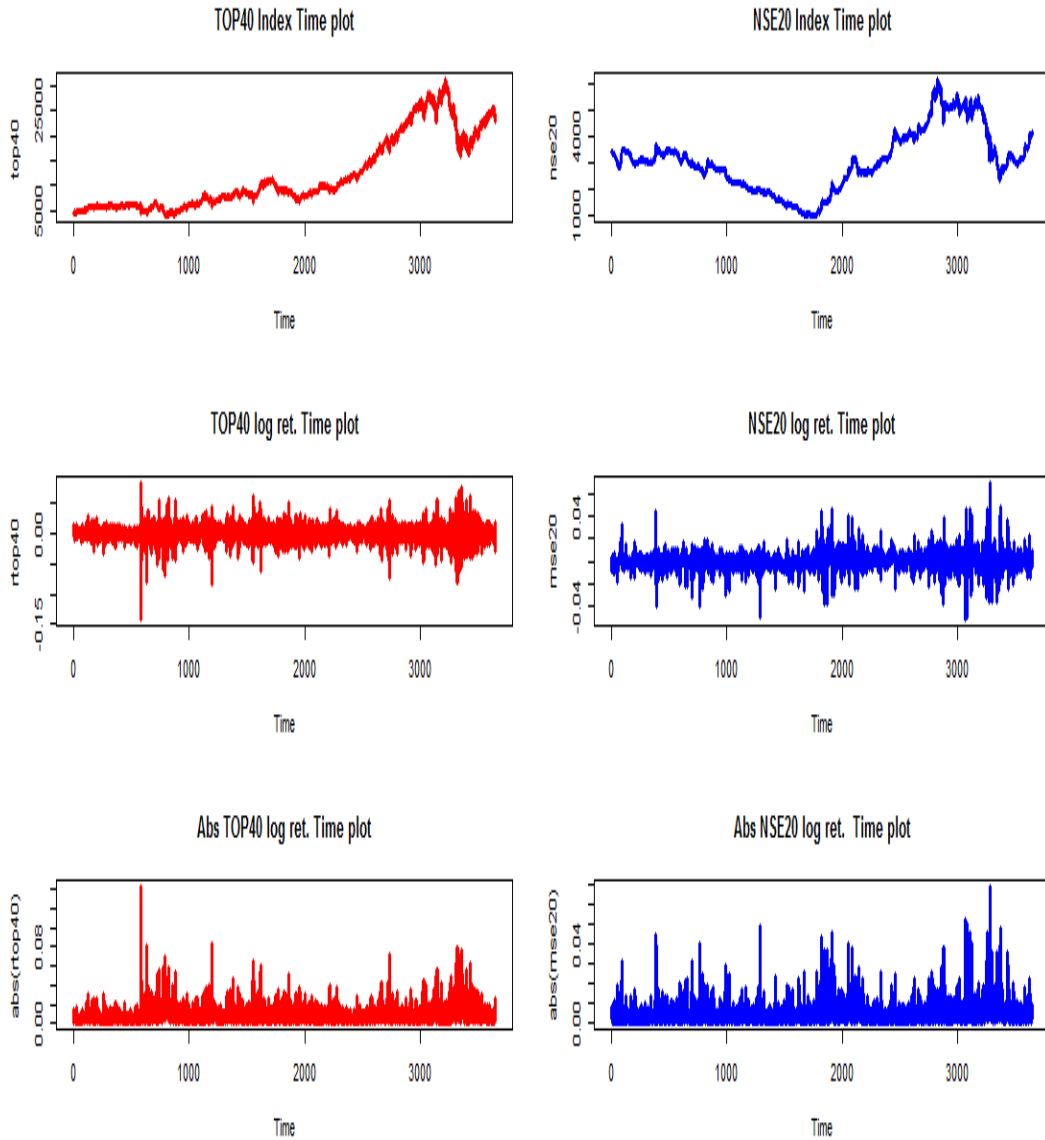 TOP40 Index Time plot
top40
25000
5000
0 1000 2000 3000
Time
NSE20 Index Time plot
nse20
4000
1000
0 1000 2000 3000
Time
TOP40 log ret. Time plot
rtop40
0.00
-0.15
0 1000 2000 3000
Time
NSE20 log ret. Time plot
rnse20
0.04
-0.04
0 1000 2000 3000
Time
Abs TOP40 log ret. Time plot
abs(rtop40)
0.08
0.00
0 1000 2000 3000
Time
Abs NSE20 log ret. Time plot
abs(rnse20)
0.04
0.00
0 1000 2000 3000
Time